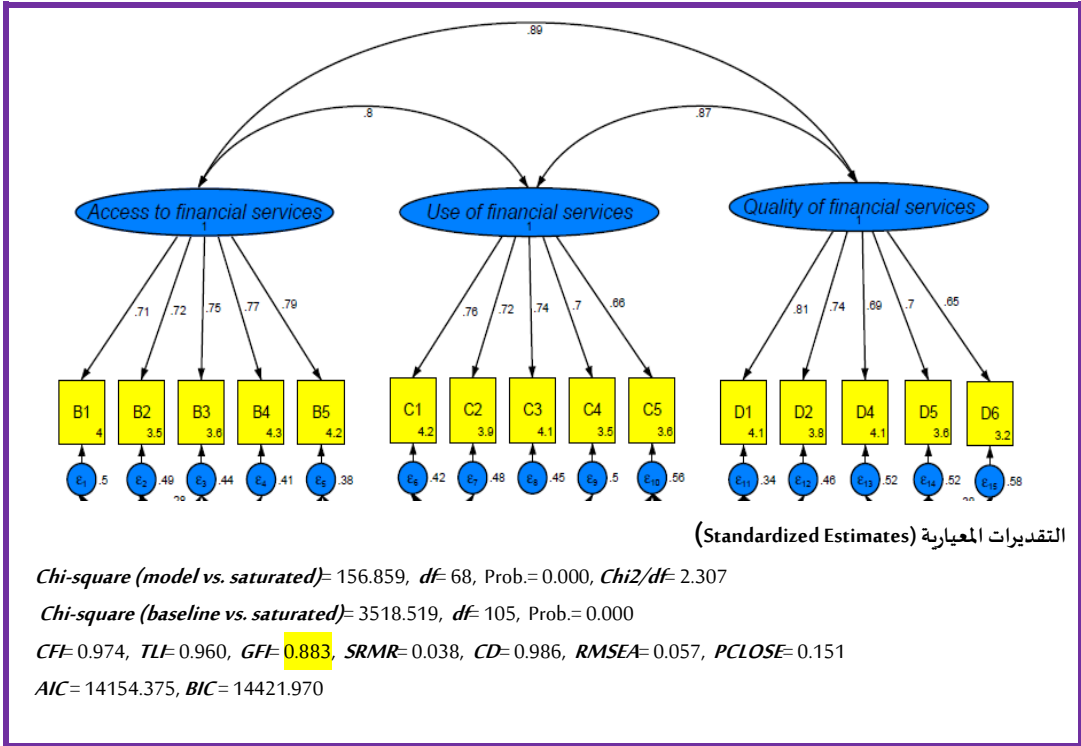 .89
.8
.87
Access to financial services
1
Use of financial services
1
Quality of financial services
1
.71 .72 .75 .77 .79
.76 .72 .74 .7 .66
.81 .74 .69 .7 .65
B1 B2 B3 B4 B5 C1 C2 C3 C4 C5 D1 D2 D4 D5 D6
4 3.5 3.6 4.3 4.2 4.2 3.9 4.1 3.5 3.6 4.1 3.8 4.1 3.6 3.2
ε1 .5 ε2 .49 ε3 .44 ε4 .41 ε5 .38 ε6 .42 ε7 .48 ε8 .45 ε9 .5 ε10 .56 ε11 .34 ε12 .46 ε13 .52 ε14 .52 ε15 .58
التقديرات المعيارية (Standardized Estimates)
Chi-square (model vs. saturated)= 156.859, df= 68, Prob.= 0.000, Chi2/df= 2.307
Chi-square (baseline vs. saturated)= 3518.519, df= 105, Prob.= 0.000
CFI= 0.974, TLI= 0.960, GFI= 0.883, SRMR= 0.038, CD= 0.986, RMSEA= 0.057, PCLOSE= 0.151
AIC = 14154.375, BIC = 14421.970